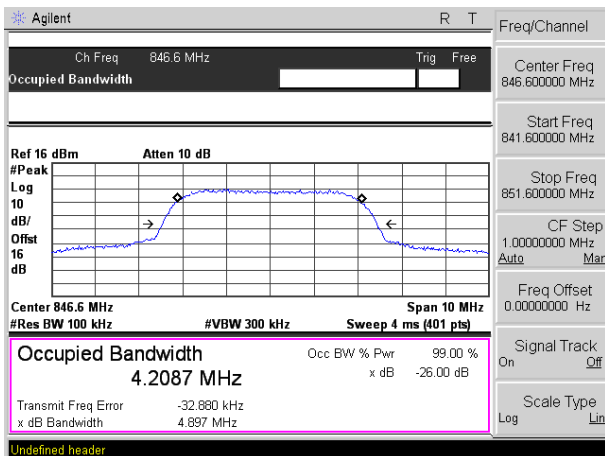 Agilent R T
Freq/Channel
Ch Freq 846.6 MHz Trig Free
Occupied Bandwidth
Center Freq
846.600000 MHz
Start Freq
841.600000 MHz
Stop Freq
851.600000 MHz
CF Step
1.00000000 MHz
Auto Man
Freq Offset
0.00000000 Hz
Signal Track
On Off
Scale Type
Log Lin
Ref 16 dBm Atten 10 dB
#Peak
Log
10
dB/
Offst
16
dB
Center 846.6 MHz Span 10 MHz
#Res BW 100 kHz #VBW 300 kHz Sweep 4 ms (401 pts)
Occupied Bandwidth Occ BW % Pwr 99.00 %
4.2087 MHz x dB -26.00 dB
Transmit Freq Error -32.880 kHz
x dB Bandwidth 4.897 MHz
Undefined header